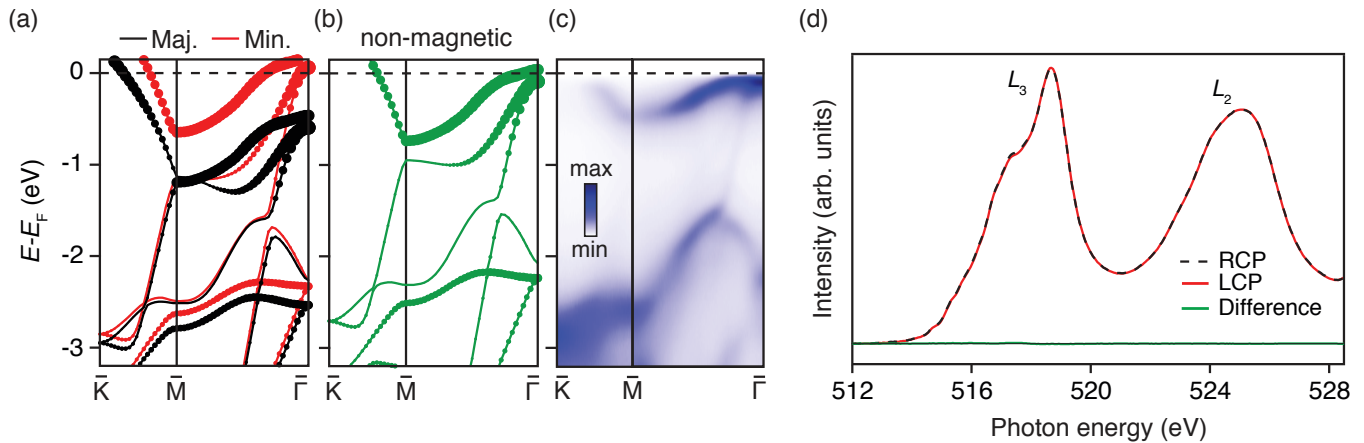 (a)
Maj.
Min.
(b)
non-magnetic
(c)
(d)
E-E_F (eV)
0
-1
-2
-3
K̄
M̄
Γ̄
K̄
M̄
Γ̄
max
min
K̄
M̄
Γ̄
Intensity (arb. units)
L₃
L₂
RCP
LCP
Difference
512
516
520
524
528
Photon energy (eV)